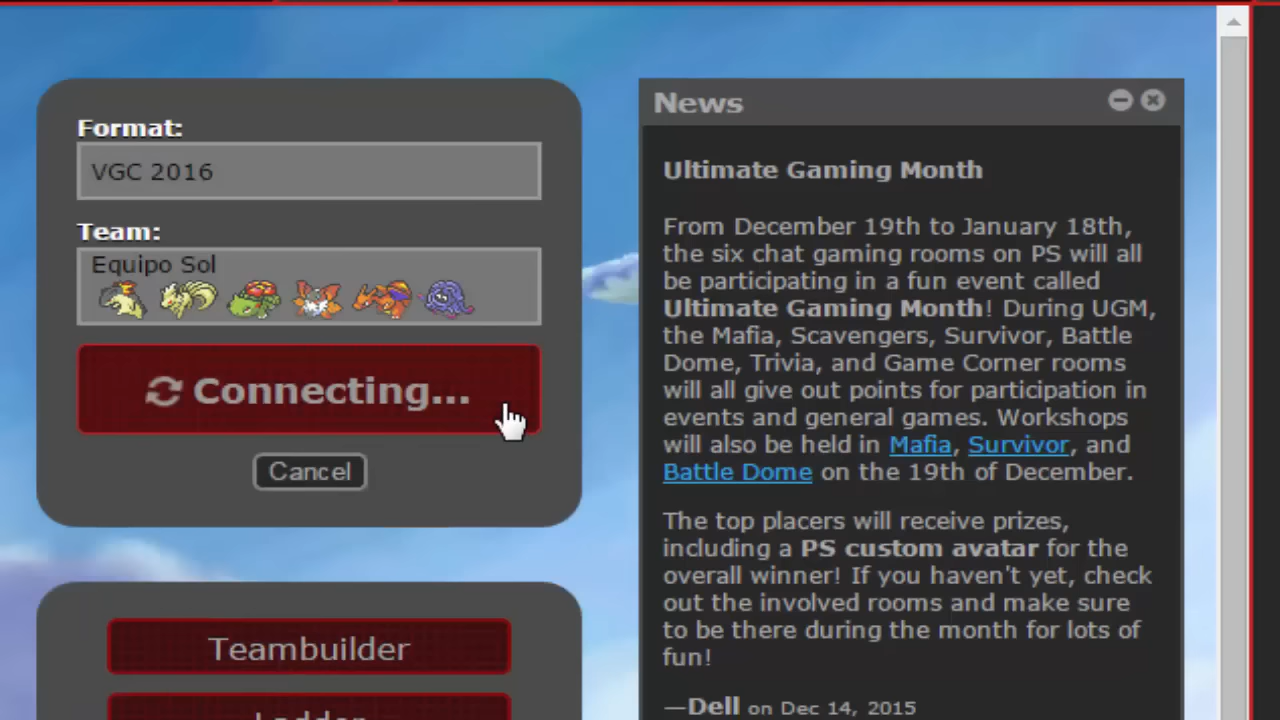 Format:
VGC 2016
Team:
Equipo Sol
Connecting...
Cancel
Teambuilder
Ladder
News
Ultimate Gaming Month
From December 19th to January 18th,
the six chat gaming rooms on PS will all
be participating in a fun event called
Ultimate Gaming Month! During UGM,
the Mafia, Scavengers, Survivor, Battle
Dome, Trivia, and Game Corner rooms
will all give out points for participation in
events and general games. Workshops
will also be held in Mafia, Survivor, and
Battle Dome on the 19th of December.
The top placers will receive prizes,
including a PS custom avatar for the
overall winner! If you haven't yet, check
out the involved rooms and make sure
to be there during the month for lots of
fun!
—Dell on Dec 14, 2015